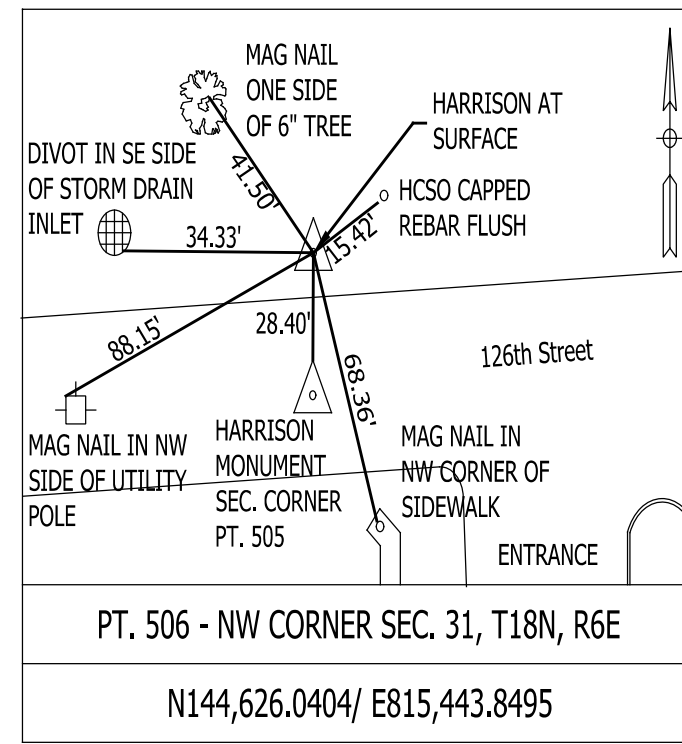 MAG NAIL
ONE SIDE
OF 6" TREE
HARRISON AT
SURFACE
DIVOT IN SE SIDE
OF STORM DRAIN
INLET
HCSO CAPPED
REBAR FLUSH
41.50'
34.33'
15.42'
88.15'
28.40'
68.36'
126th Street
MAG NAIL IN NW
SIDE OF UTILITY
POLE
HARRISON
MONUMENT
SEC. CORNER
PT. 505
MAG NAIL IN
NW CORNER OF
SIDEWALK
ENTRANCE
PT. 506 - NW CORNER SEC. 31, T18N, R6E
N144,626.0404/ E815,443.8495